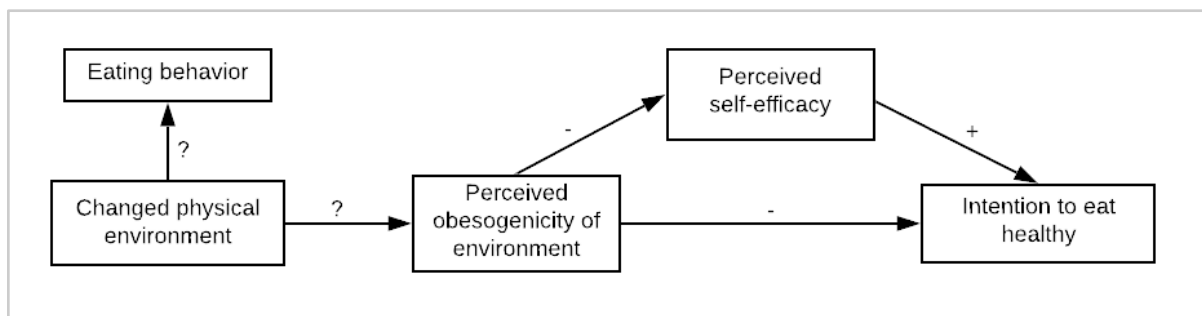 Eating behavior
Perceived
self-efficacy
-
+
?
Changed physical
environment
?
Perceived
obesogenicity of
environment
-
Intention to eat
healthy